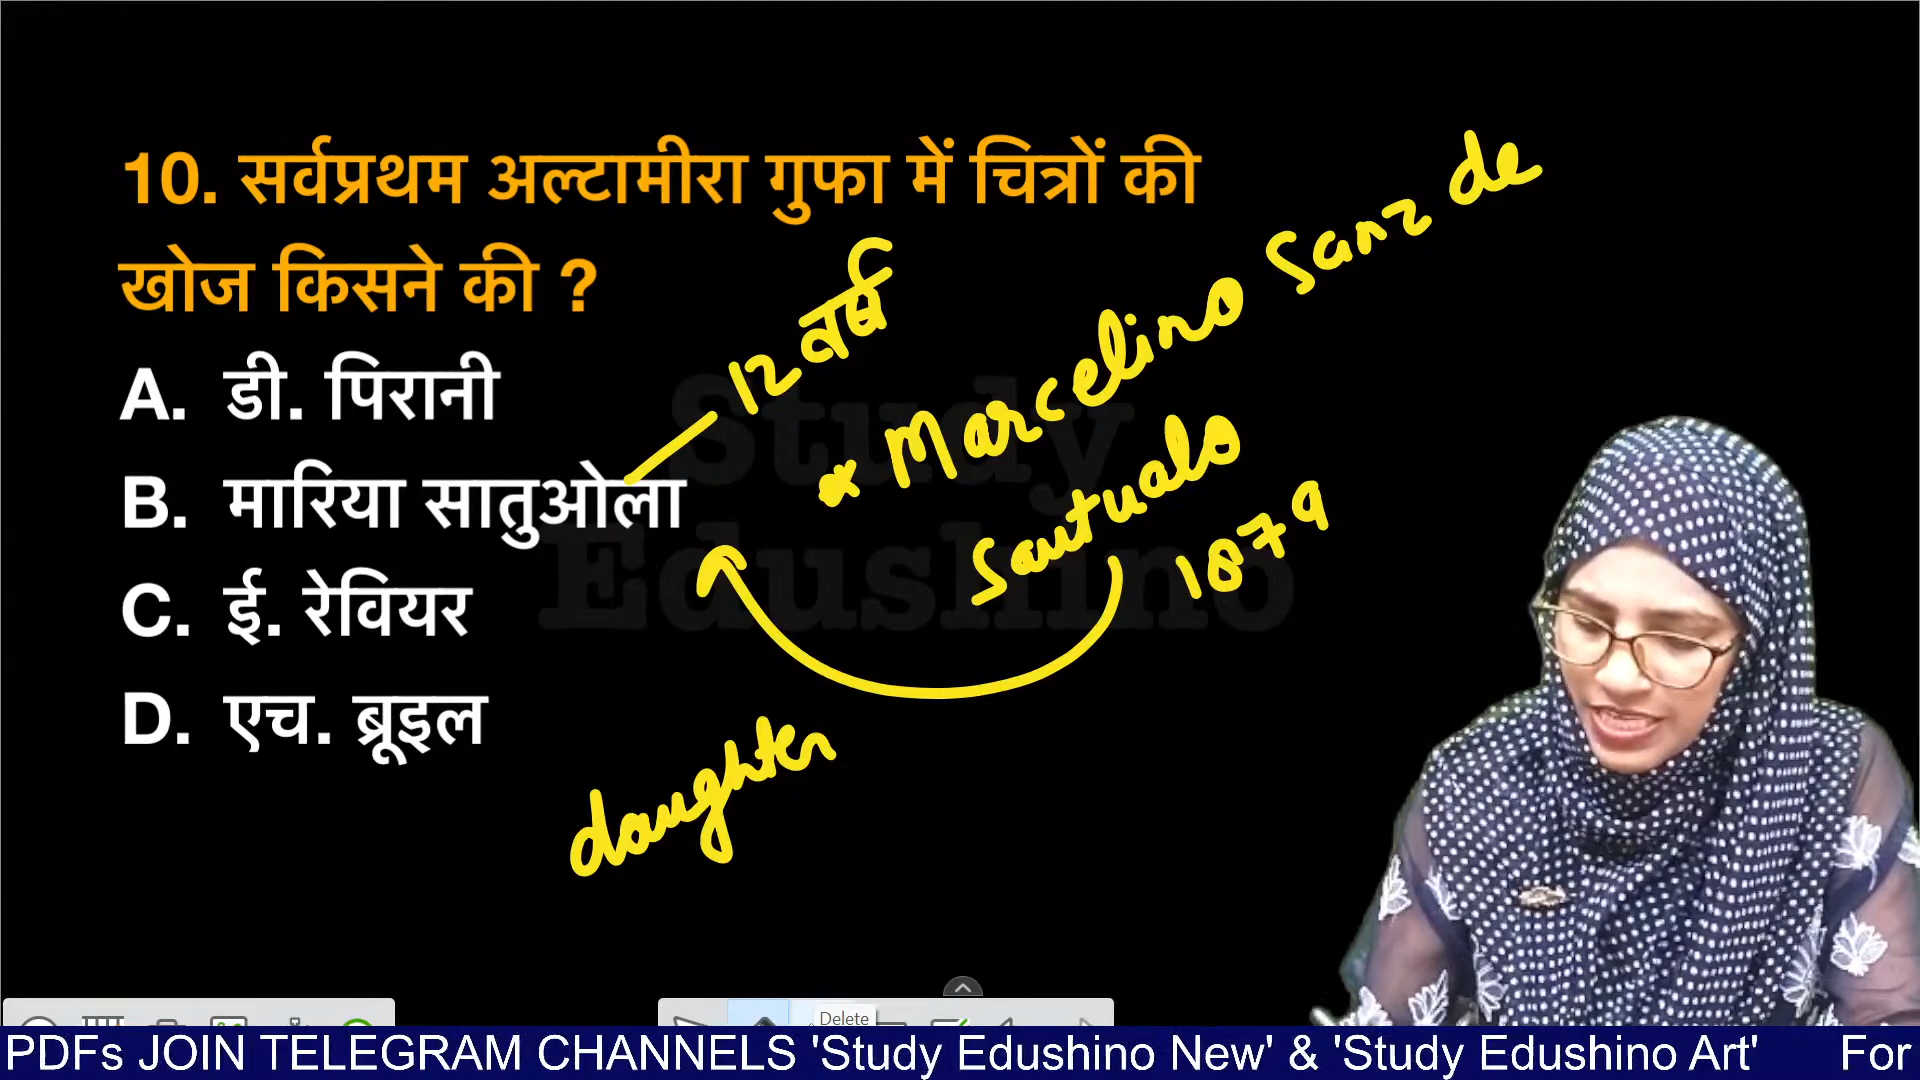 10. सर्वप्रथम अल्टामीरा गुफा में चित्रों की
खोज किसने की ?
A. डी. पिरानी
B. मारिया सातुओला
C. ई. रेवियर
D. एच. ब्रूइल
12 वर्ष
* Marcelino Sanz de
Sautuals
1879
daughter
Study
Edushino
Delete
PDFs JOIN TELEGRAM CHANNELS 'Study Edushino New' & 'Study Edushino Art' For